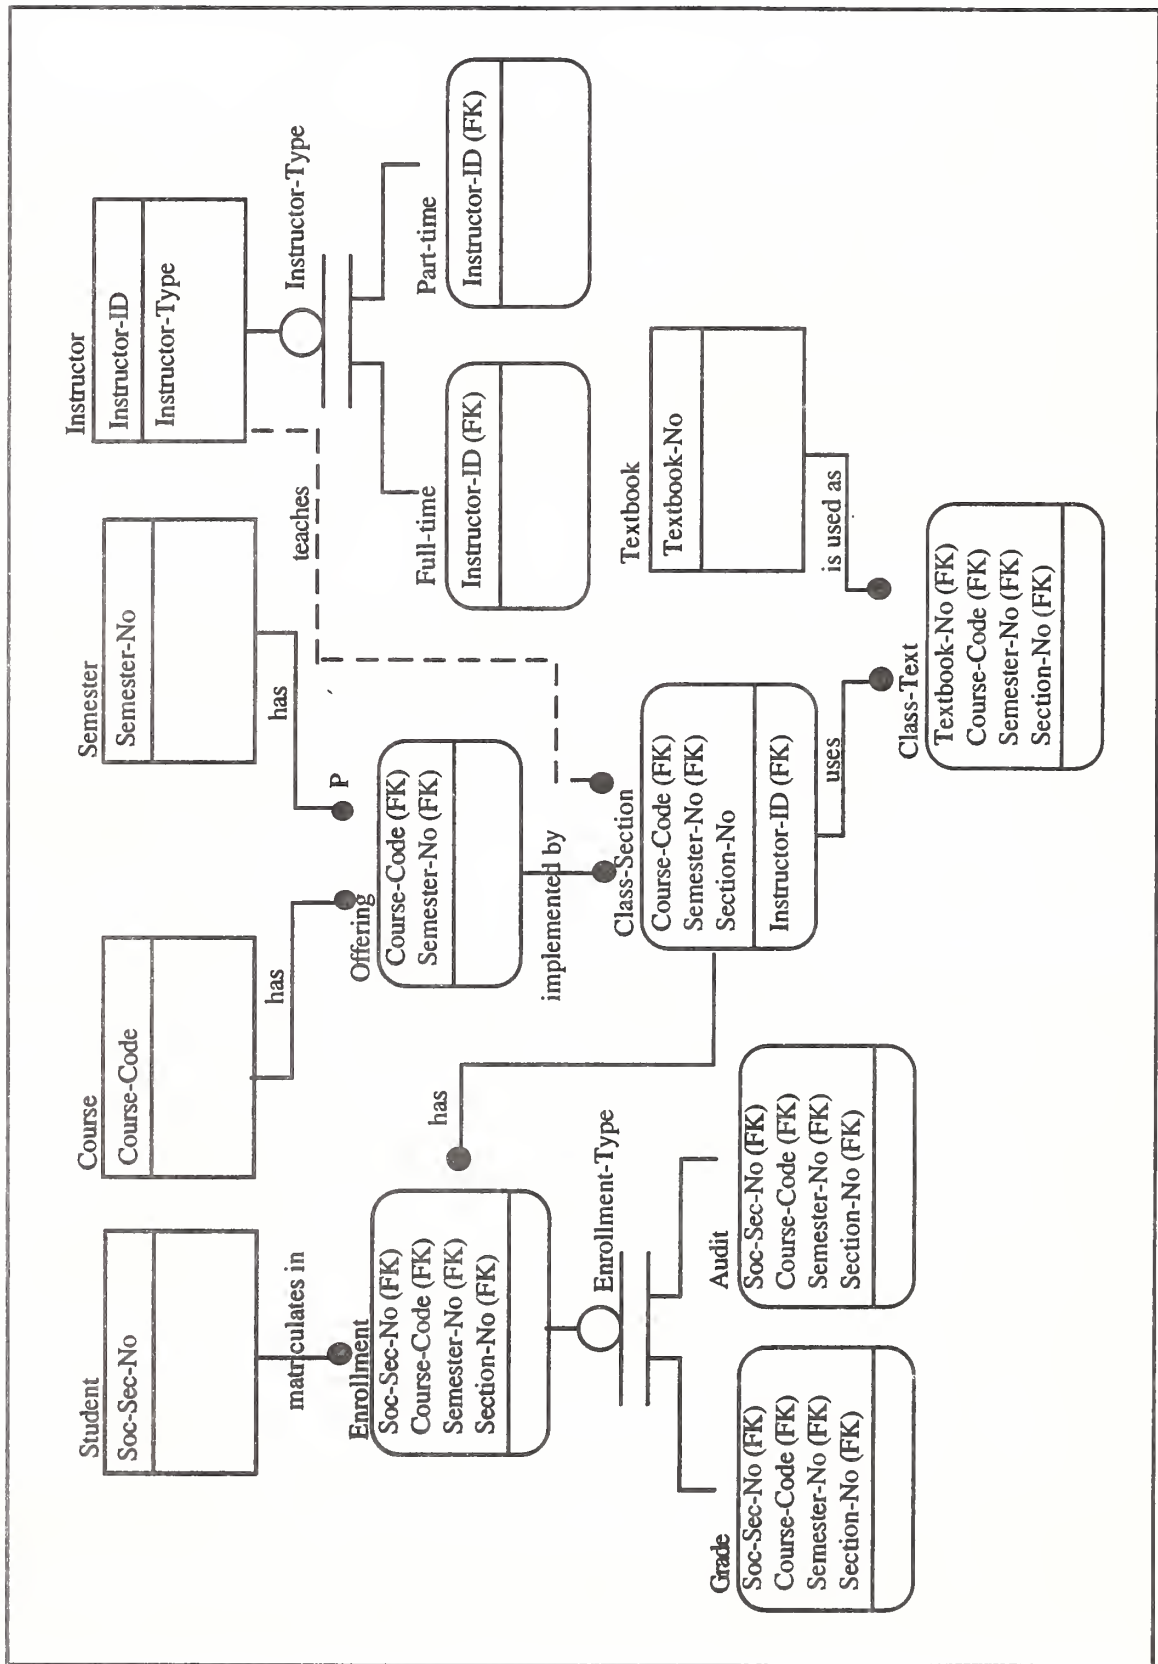 Student
Soc-Sec-No
matriculates in
Enrollment
Soc-Sec-No (FK)
Course-Code (FK)
Semester-No (FK)
Section-No (FK)
Enrollment-Type
Grade
Soc-Sec-No (FK)
Course-Code (FK)
Semester-No (FK)
Section-No (FK)
Audit
Soc-Sec-No (FK)
Course-Code (FK)
Semester-No (FK)
Section-No (FK)
Course
Course-Code
has
Semester
Semester-No
has
P
Offering
Course-Code (FK)
Semester-No (FK)
implemented by
has
Class-Section
Course-Code (FK)
Semester-No (FK)
Section-No
Instructor-ID (FK)
uses
Instructor
Instructor-ID
Instructor-Type
teaches
Instructor-Type
Full-time
Instructor-ID (FK)
Part-time
Instructor-ID (FK)
Textbook
Textbook-No
is used as
Class-Text
Textbook-No (FK)
Course-Code (FK)
Semester-No (FK)
Section-No (FK)